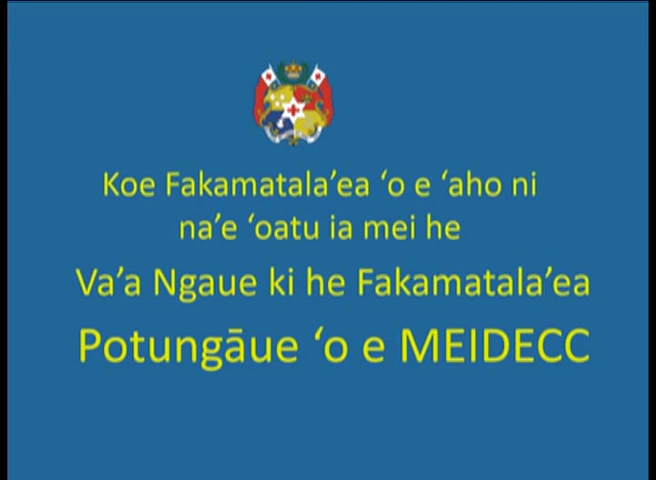 Koe Fakamatala’ea ‘o e ‘aho ni
na’e ‘oatu ia mei he
Va’a Ngaue ki he Fakamatala’ea
Potungāue ‘o e MEIDECC